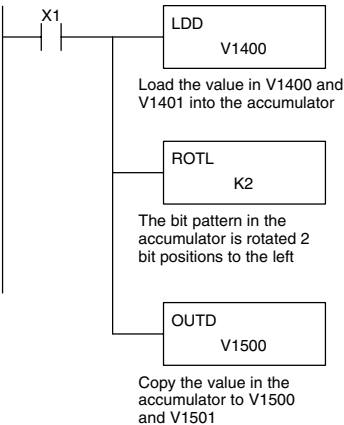 X1
LDD
V1400
Load the value in V1400 and
V1401 into the accumulator
ROTL
K2
The bit pattern in the
accumulator is rotated 2
bit positions to the left
OUTD
V1500
Copy the value in the
accumulator to V1500
and V1501